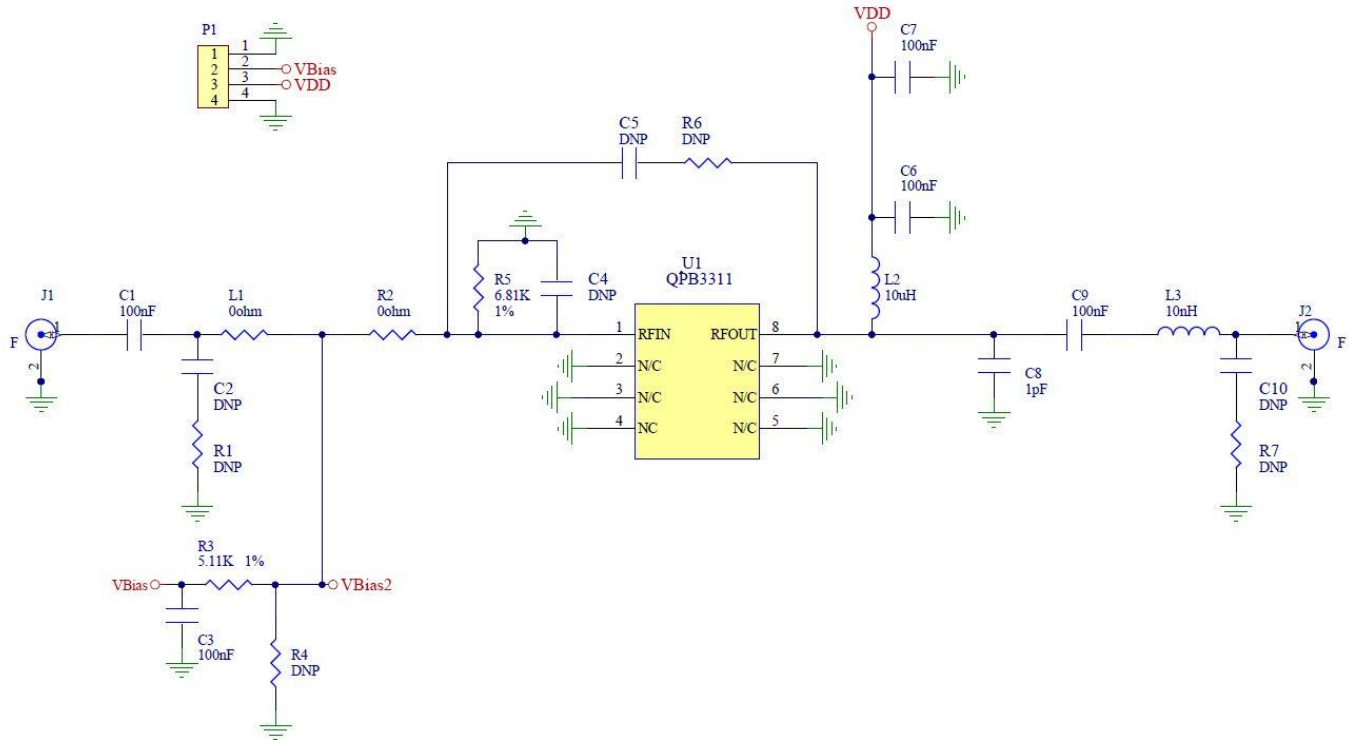 P1
1 1
2 2 VBias
3 3 VDD
4 4
VDD
C7
100nF
C6
100nF
C5
DNP
R6
DNP
U1
QPB3311
R5
6.81K
1%
C4
DNP
L2
10uH
J1
F
1
2
C1
100nF
L1
0ohm
R2
0ohm
C2
DNP
R1
DNP
1 RFIN RFOUT 8
2 N/C N/C 7
3 N/C N/C 6
4 NC N/C 5
C8
1pF
C9
100nF
L3
10nH
J2
1
F
2
C10
DNP
R7
DNP
R3
5.11K 1%
VBias
VBias2
C3
100nF
R4
DNP